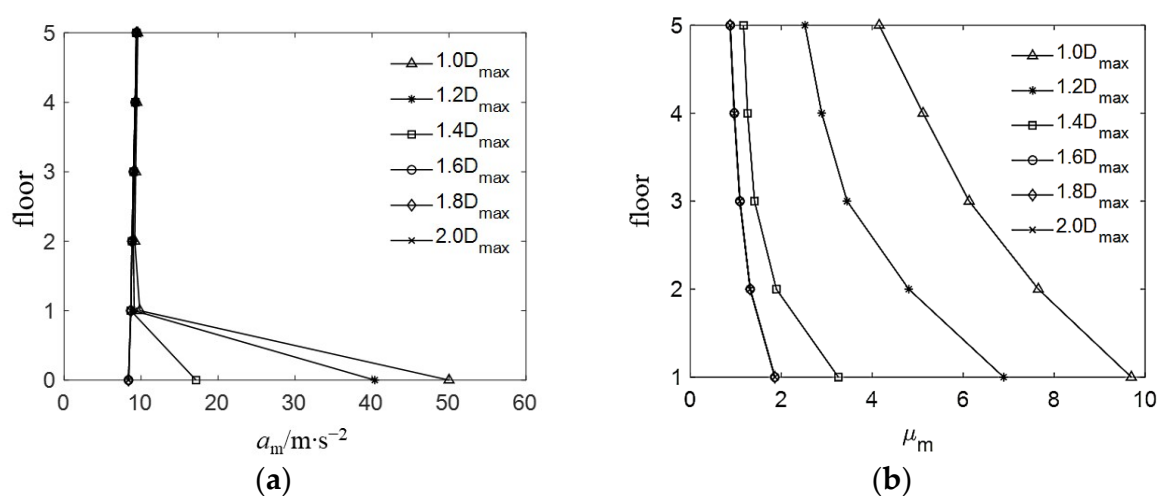 5
4
3
2
1
0
floor
0 10 20 30 40 50 60
a_m/m·s⁻²
1.0D_max
1.2D_max
1.4D_max
1.6D_max
1.8D_max
2.0D_max
(a)
5
4
3
2
1
floor
0 2 4 6 8 10
μ_m
1.0D_max
1.2D_max
1.4D_max
1.6D_max
1.8D_max
2.0D_max
(b)